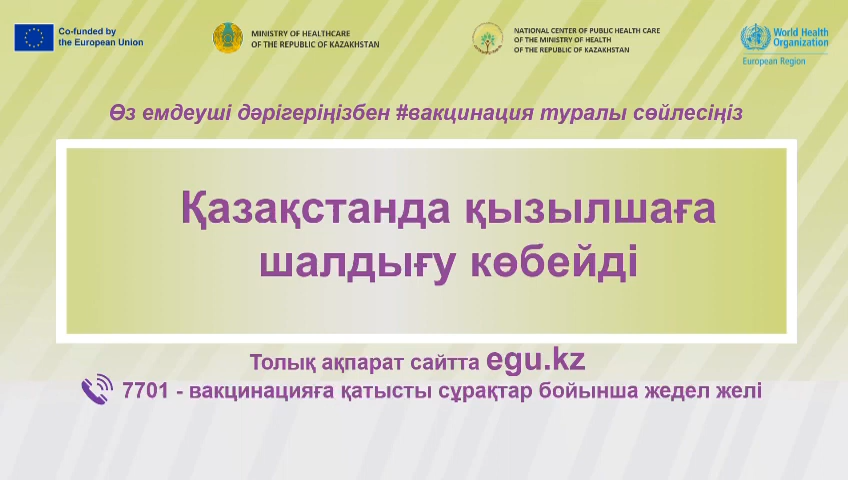 Co-funded by
the European Union
MINISTRY OF HEALTHCARE
OF THE REPUBLIC OF KAZAKHSTAN
NATIONAL CENTER OF PUBLIC HEALTH CARE
OF THE MINISTRY OF HEALTH
OF THE REPUBLIC OF KAZAKHSTAN
World Health
Organization
European Region
Өз емдеуші дәрігеріңізбен #вакцинация туралы сөйлесіңіз
Қазақстанда қызылшаға
шалдығу көбейді
Толық ақпарат сайтта egu.kz
7701 - вакцинацияға қатысты сұрақтар бойынша жедел желі